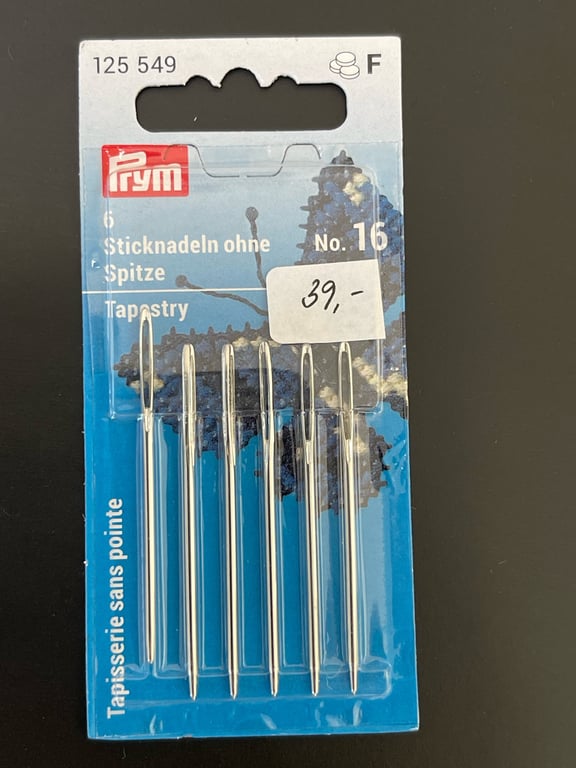 125 549
F
Prym
6
Sticknadeln ohne
Spitze
No. 16
39,-
Tapestry
Tapisserie sans pointe